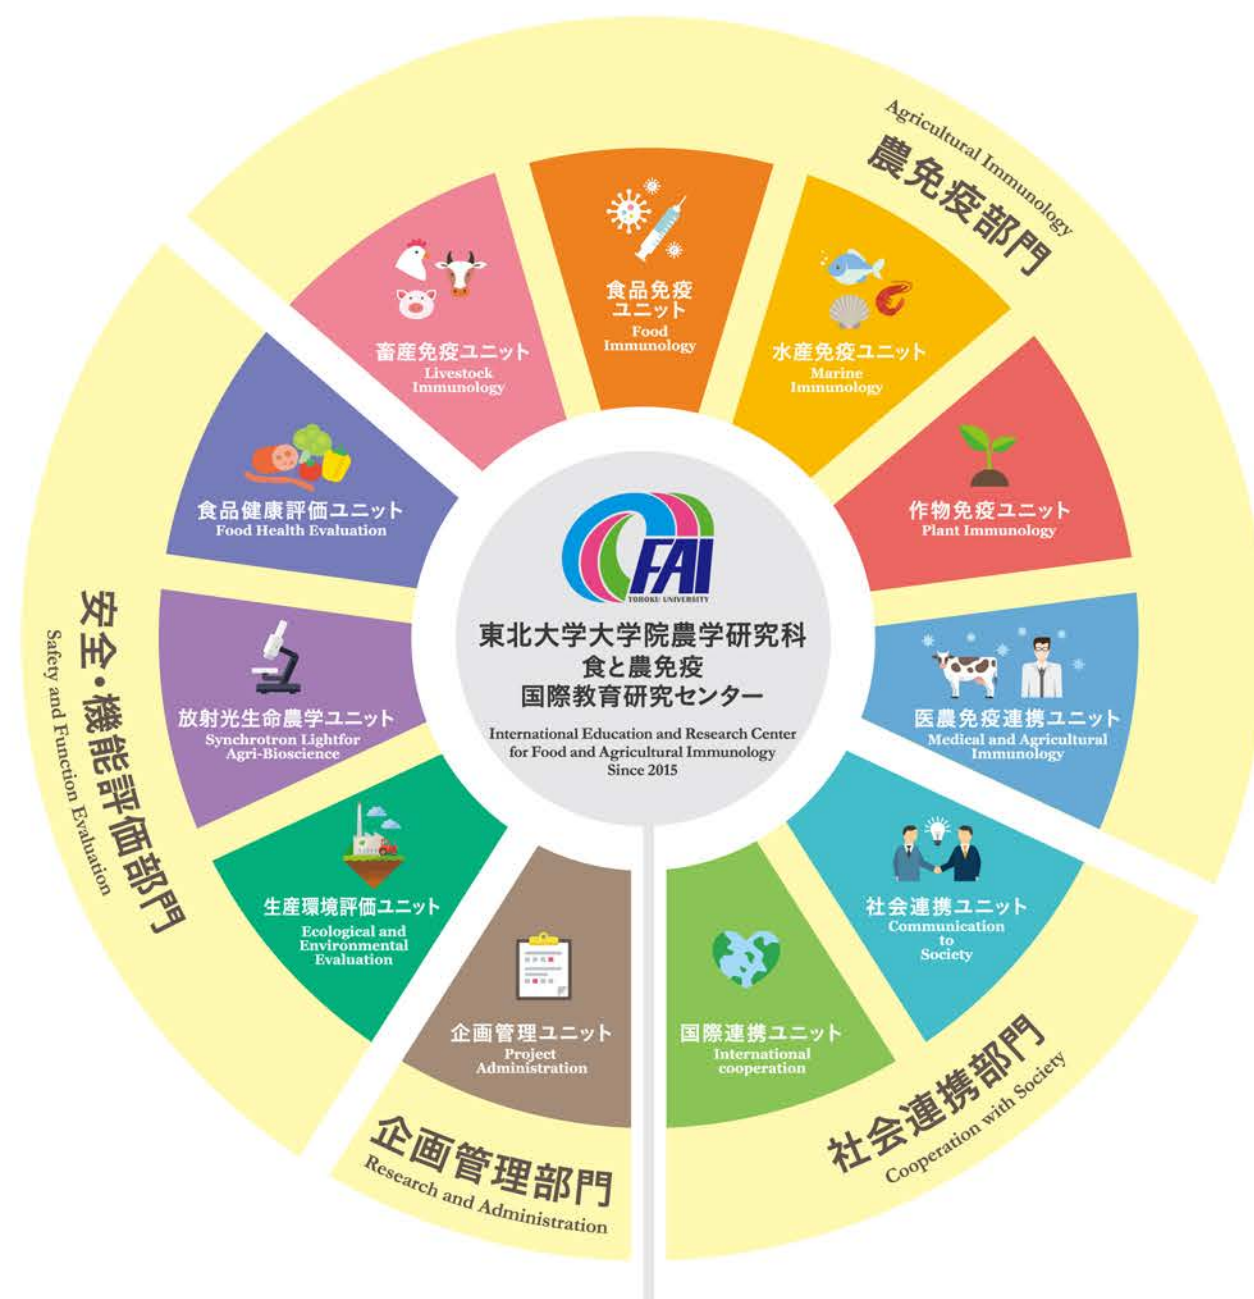 Agricultural Immunology
農免疫部門
畜産免疫ユニット
Livestock
Immunology
食品免疫
ユニット
Food
Immunology
水産免疫ユニット
Marine
Immunology
作物免疫ユニット
Plant Immunology
医農免疫連携ユニット
Medical and Agricultural
Immunology
社会連携ユニット
Communication
to
Society
国際連携ユニット
International
cooperation
社会連携部門
Cooperation with Society
企画管理ユニット
Project
Administration
企画管理部門
Research and Administration
生産環境評価ユニット
Ecological and
Environmental
Evaluation
放射光生命農学ユニット
Synchrotron Lightfor
Agri-Bioscience
食品健康評価ユニット
Food Health Evaluation
安全・機能評価部門
Safety and Function Evaluation
CFAI
TOHOKU UNIVERSITY
東北大学大学院農学研究科
食と農免疫
国際教育研究センター
International Education and Research Center
for Food and Agricultural Immunology
Since 2015